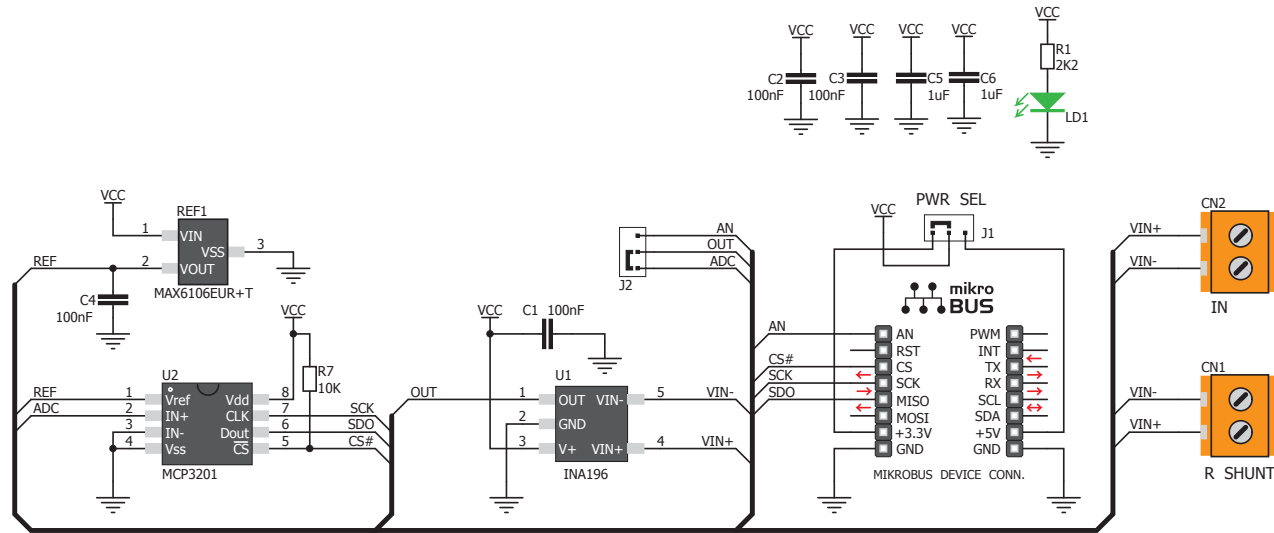 VCC VCC VCC VCC VCC
C2 100nF
C3 100nF
C5 1uF
C6 1uF
R1 2K2
LD1
VCC
REF1
1 VIN
VSS 3
2 VOUT
MAX6106EUR+T
REF
C4
100nF
VCC
R7
10K
U2
REF 1 Vref Vdd 8
ADC 2 IN+ CLK 7 SCK
3 IN- Dout 6 SDO
4 Vss CS 5 CS#
MCP3201
VCC
C1 100nF
U1
OUT 1 OUT VIN- 5 VIN-
2 GND
3 V+ VIN+ 4 VIN+
INA196
AN
OUT
ADC
J2
PWR SEL
VCC
J1
mikro
BUS
AN AN PWM
RST INT
CS# CS TX
SCK SCK RX
SDO MISO SCL
MOSI SDA
+3.3V +5V
GND GND
MIKROBUS DEVICE CONN.
CN2
VIN+
VIN-
IN
CN1
VIN-
VIN+
R SHUNT